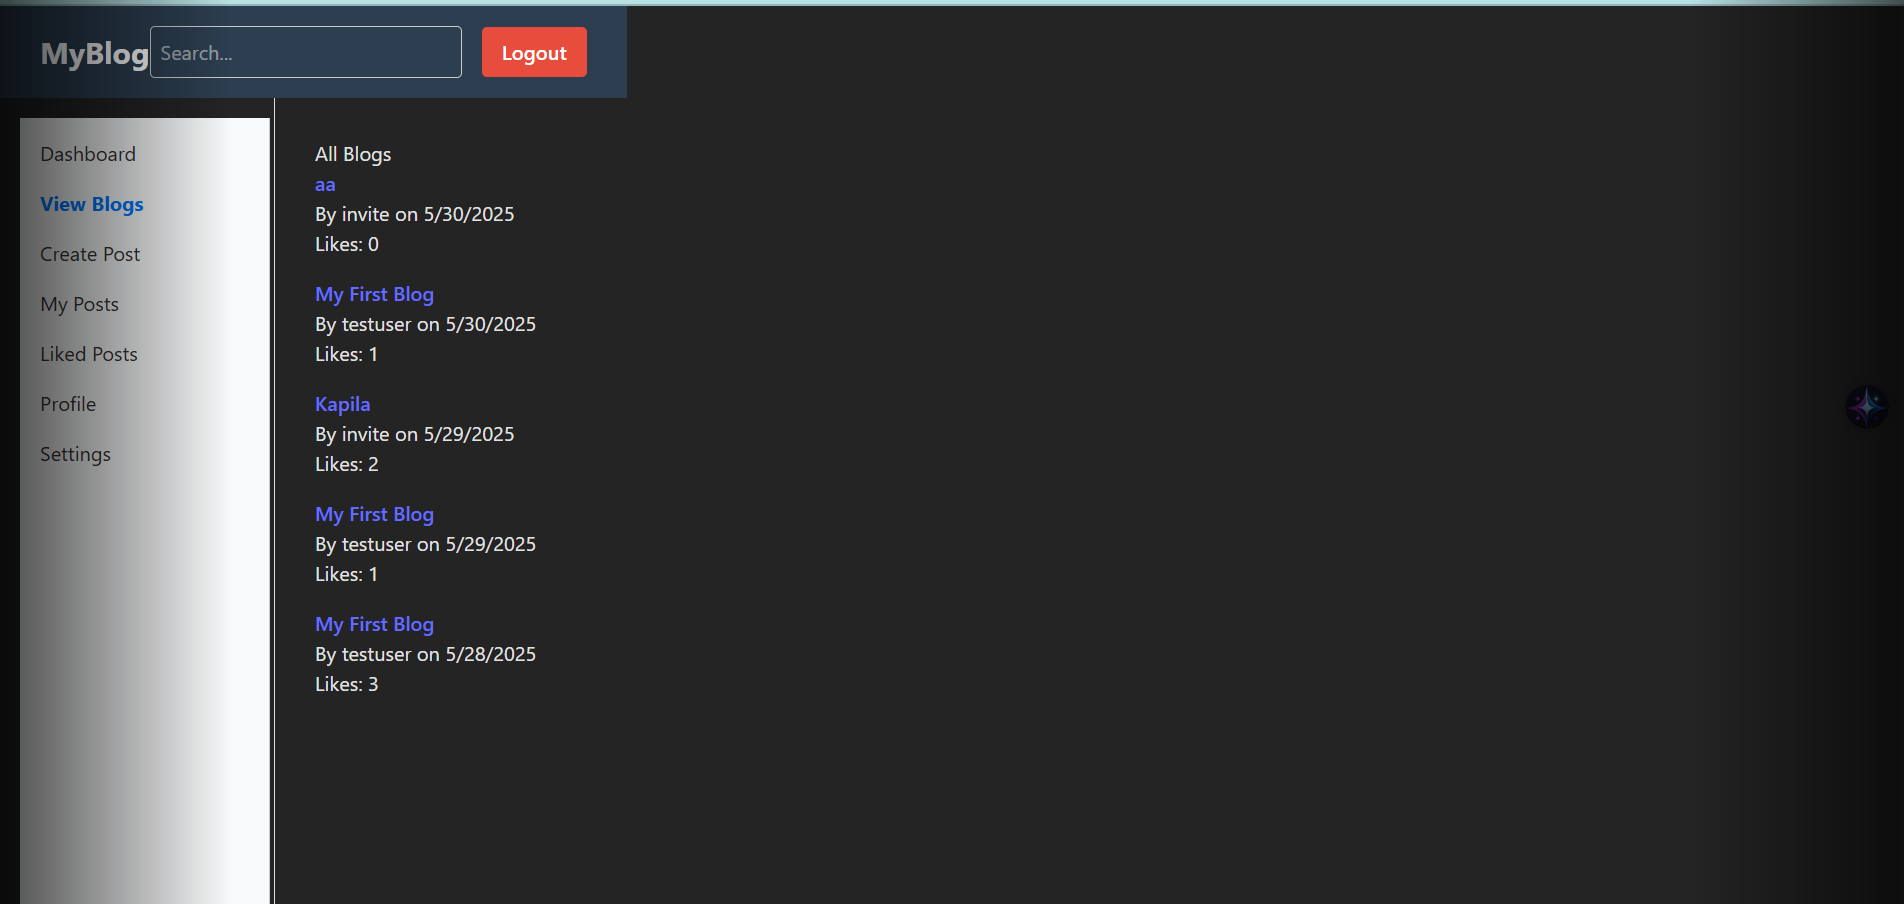 MyBlog
Search...
Logout
Dashboard
View Blogs
Create Post
My Posts
Liked Posts
Profile
Settings
All Blogs
aa
By invite on 5/30/2025
Likes: 0
My First Blog
By testuser on 5/30/2025
Likes: 1
Kapila
By invite on 5/29/2025
Likes: 2
My First Blog
By testuser on 5/29/2025
Likes: 1
My First Blog
By testuser on 5/28/2025
Likes: 3